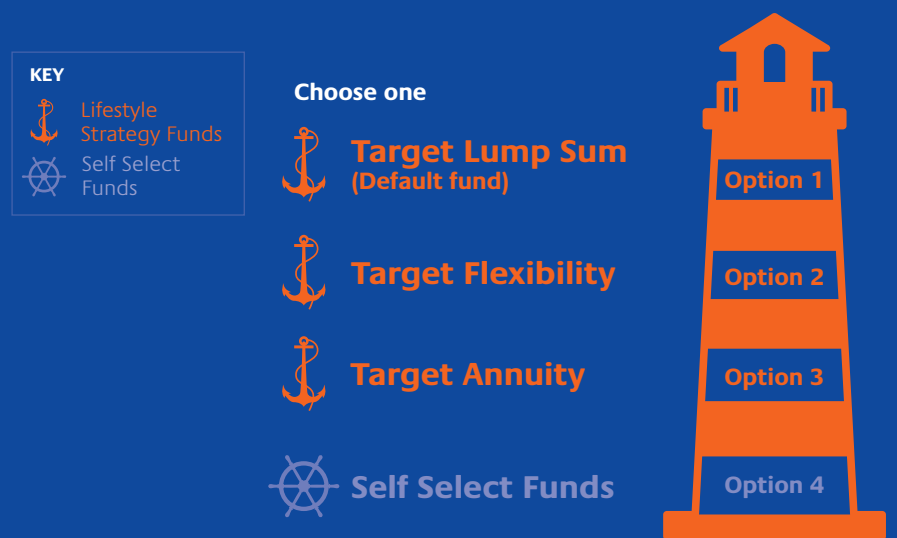 KEY
Lifestyle
Strategy Funds
Self Select
Funds
Choose one
Target Lump Sum
(Default fund)
Option 1
Target Flexibility
Option 2
Target Annuity
Option 3
Self Select Funds
Option 4